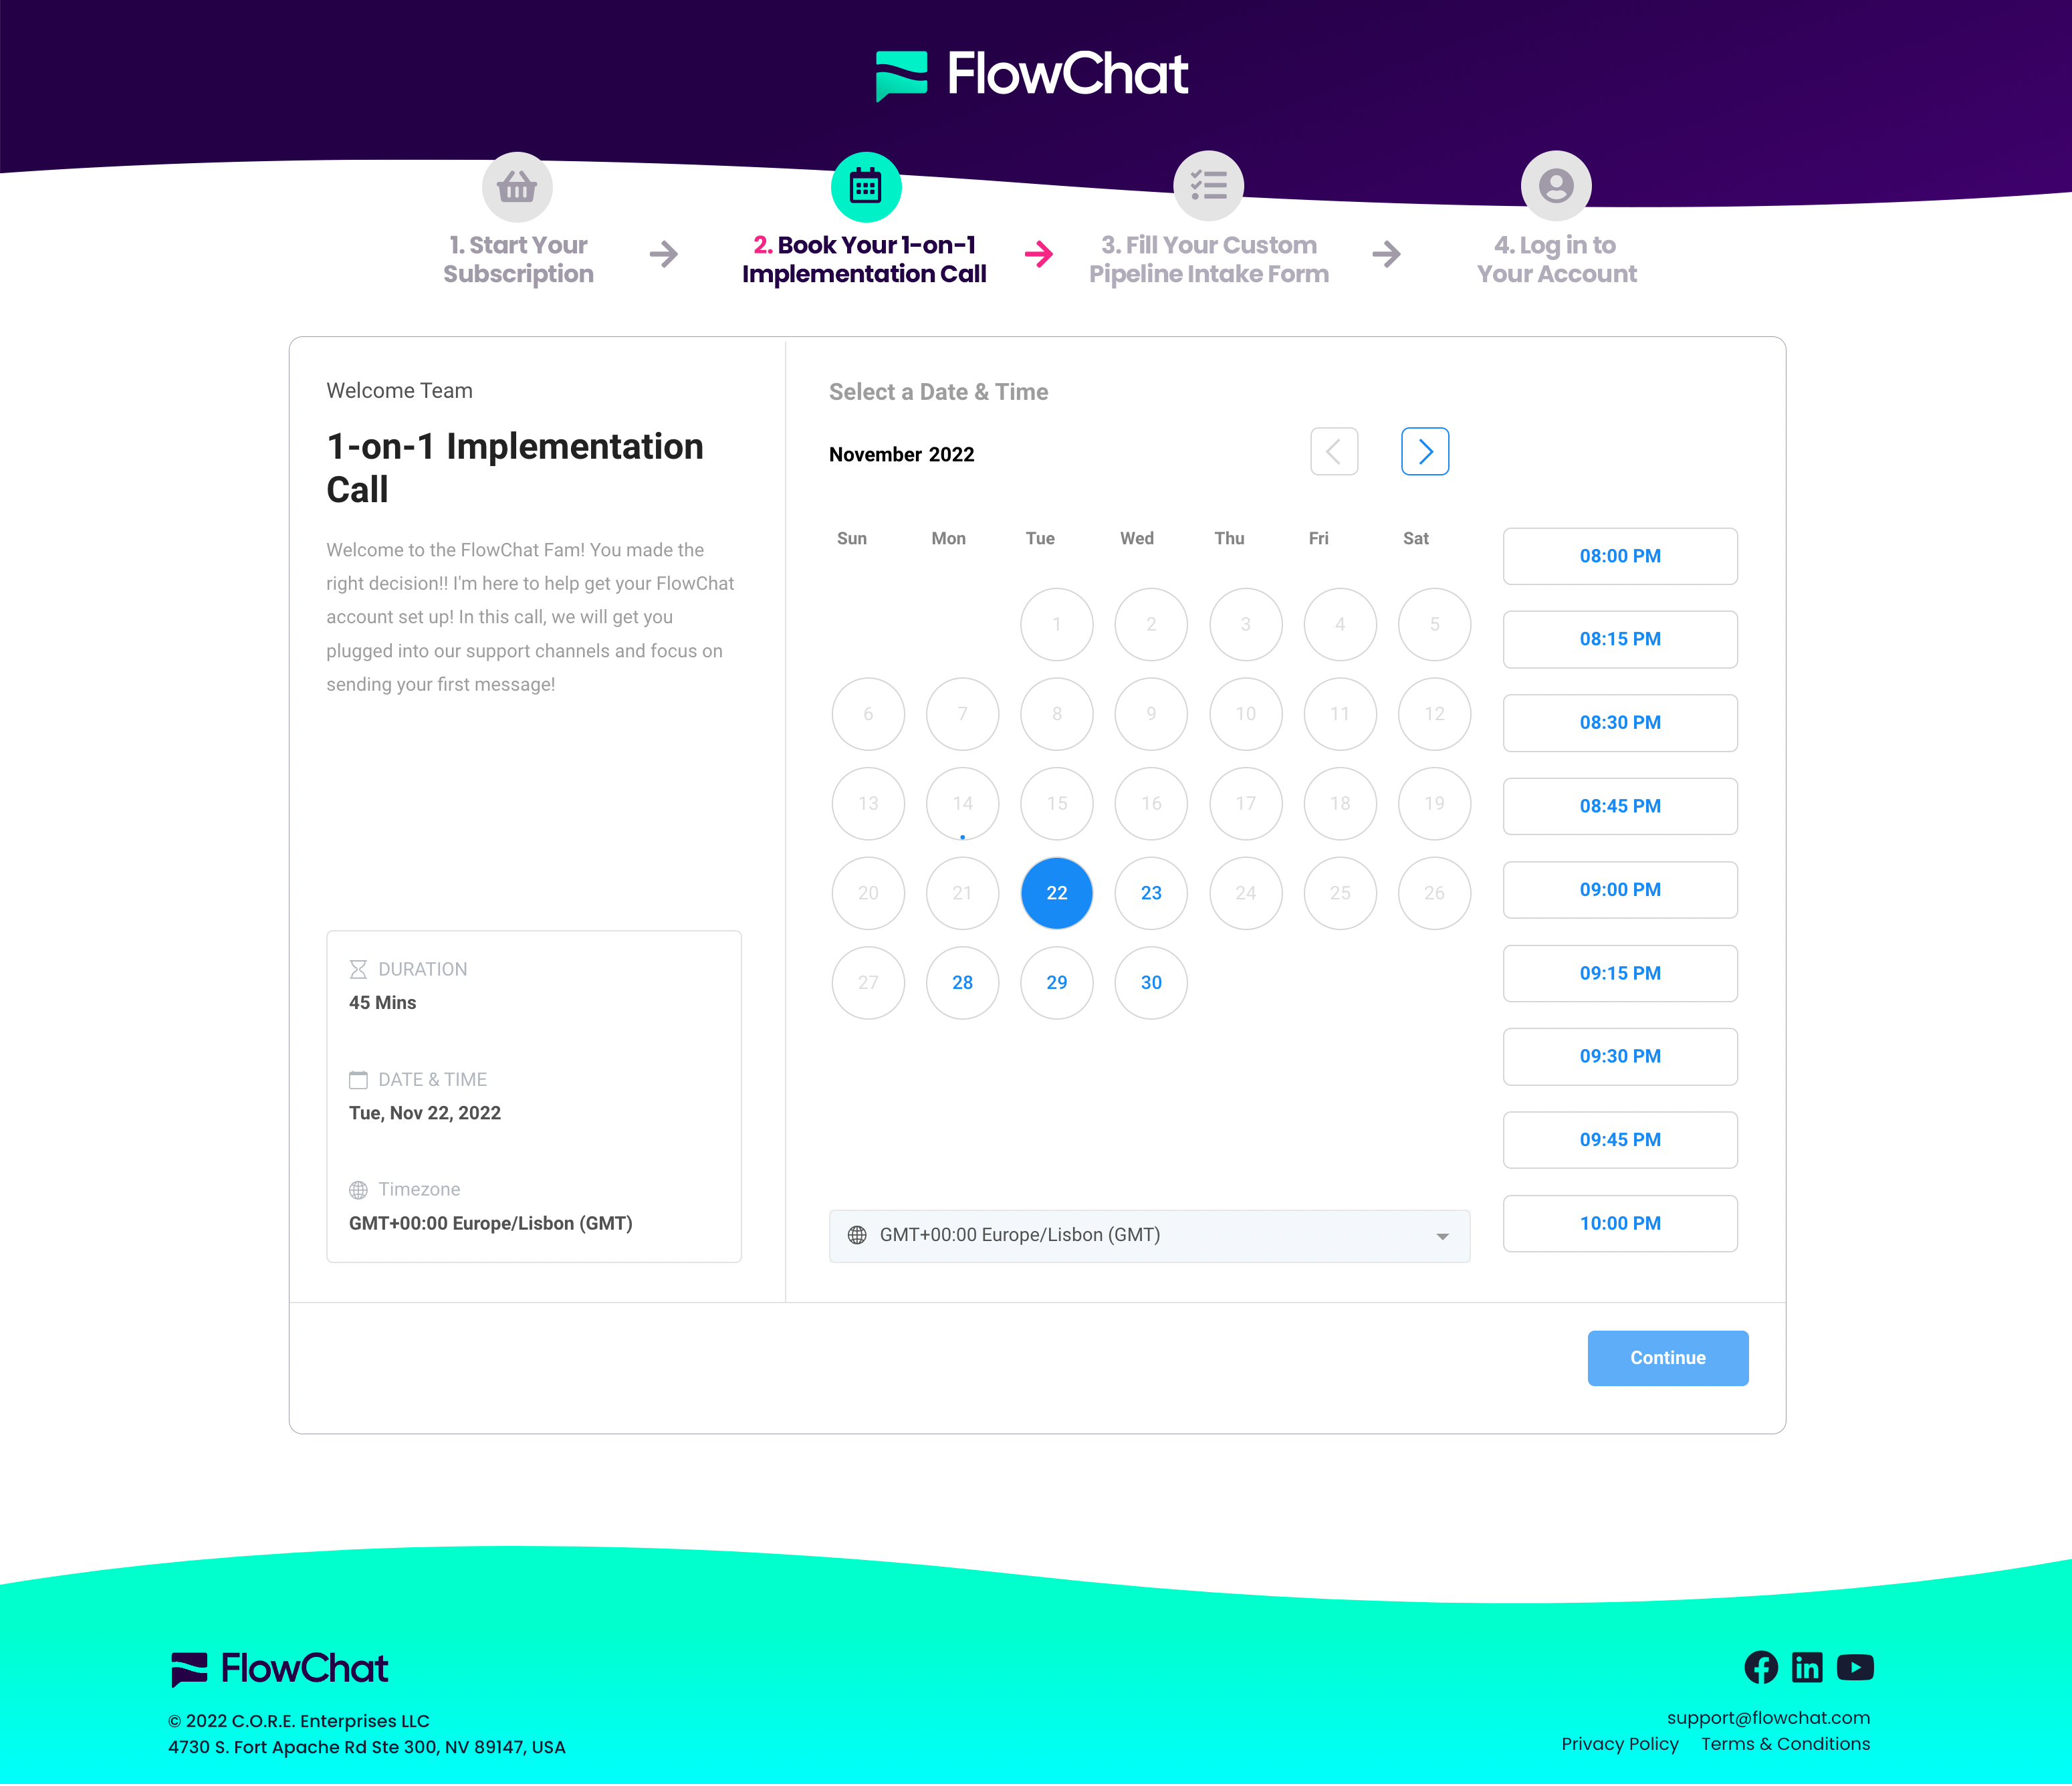 FlowChat
1. Start Your
Subscription
2. Book Your 1-on-1
Implementation Call
3. Fill Your Custom
Pipeline Intake Form
4. Log in to
Your Account
Welcome Team
1-on-1 Implementation
Call
Welcome to the FlowChat Fam! You made the
right decision!! I'm here to help get your FlowChat
account set up! In this call, we will get you
plugged into our support channels and focus on
sending your first message!
DURATION
45 Mins
DATE & TIME
Tue, Nov 22, 2022
Timezone
GMT+00:00 Europe/Lisbon (GMT)
Select a Date & Time
November 2022
Sun Mon Tue Wed Thu Fri Sat
1 2 3 4 5
6 7 8 9 10 11 12
13 14 15 16 17 18 19
20 21 22 23 24 25 26
27 28 29 30
GMT+00:00 Europe/Lisbon (GMT)
08:00 PM
08:15 PM
08:30 PM
08:45 PM
09:00 PM
09:15 PM
09:30 PM
09:45 PM
10:00 PM
Continue
FlowChat
© 2022 C.O.R.E. Enterprises LLC
4730 S. Fort Apache Rd Ste 300, NV 89147, USA
support@flowchat.com
Privacy Policy Terms & Conditions